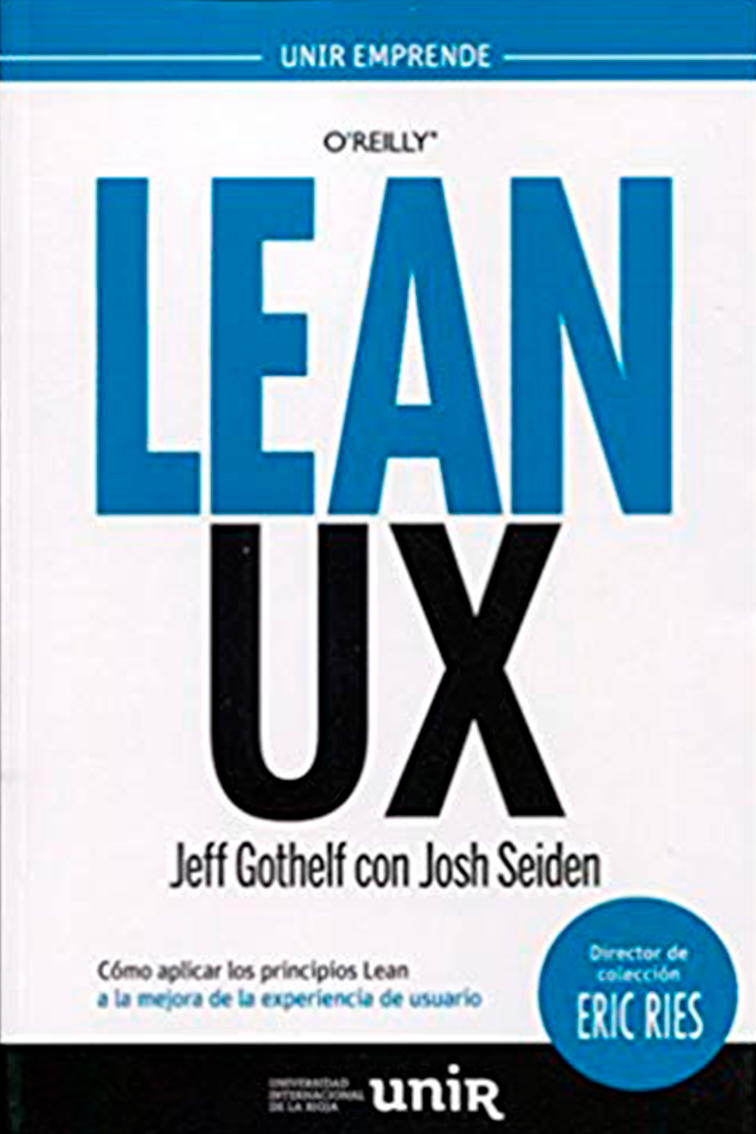 UNIR EMPRENDE
O'REILLY™
LEAN
UX
Jeff Gothelf con Josh Seiden
Cómo aplicar los principios Lean
a la mejora de la experiencia de usuario
Director de
colección
ERIC RIES
UNIVERSIDAD
INTERNACIONAL
DE LA RIOJA
unir